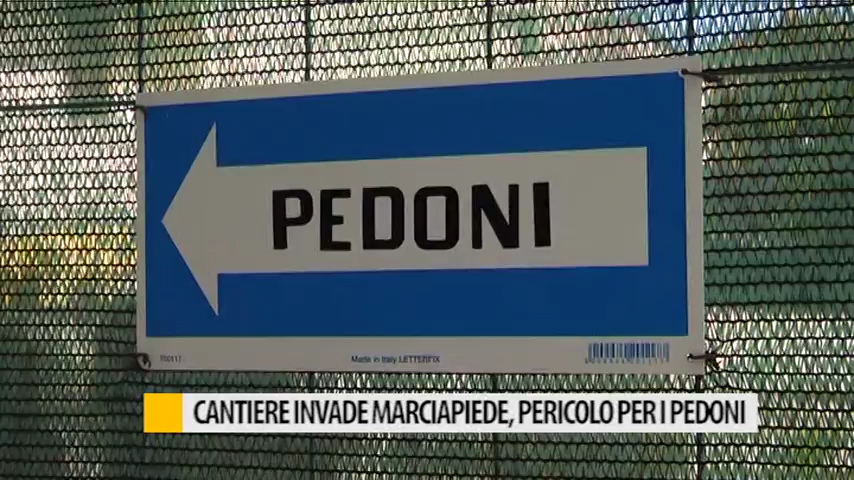 PEDONI
Made in Italy LETTERFIX
CANTIERE INVADE MARCIAPIEDE, PERICOLO PER I PEDONI